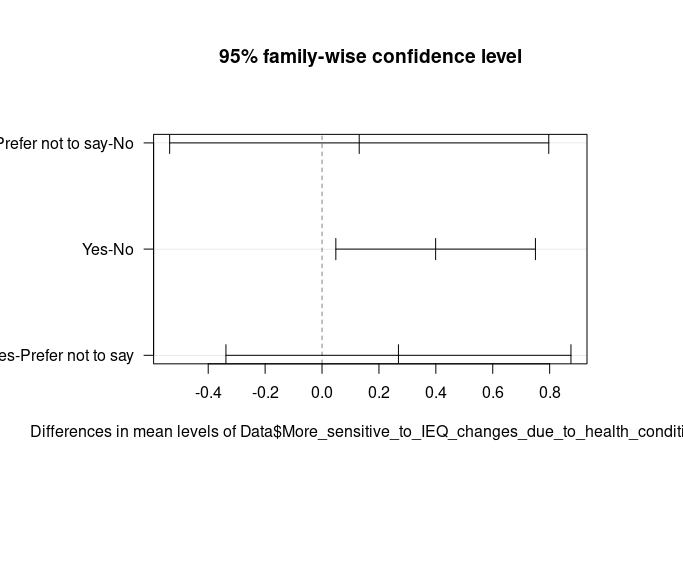 95% family-wise confidence level
Prefer not to say-No
Yes-No
es-Prefer not to say
-0.4 -0.2 0.0 0.2 0.4 0.6 0.8
Differences in mean levels of Data$More_sensitive_to_IEQ_changes_due_to_health_conditi